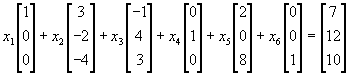 x₁ [1 0 0] + x₂ [3 −2 −4] + x₃ [−1 4 3] + x₄ [0 1 0] + x₅ [2 0 8] + x₆ [0 0 1] = [7 12 10]